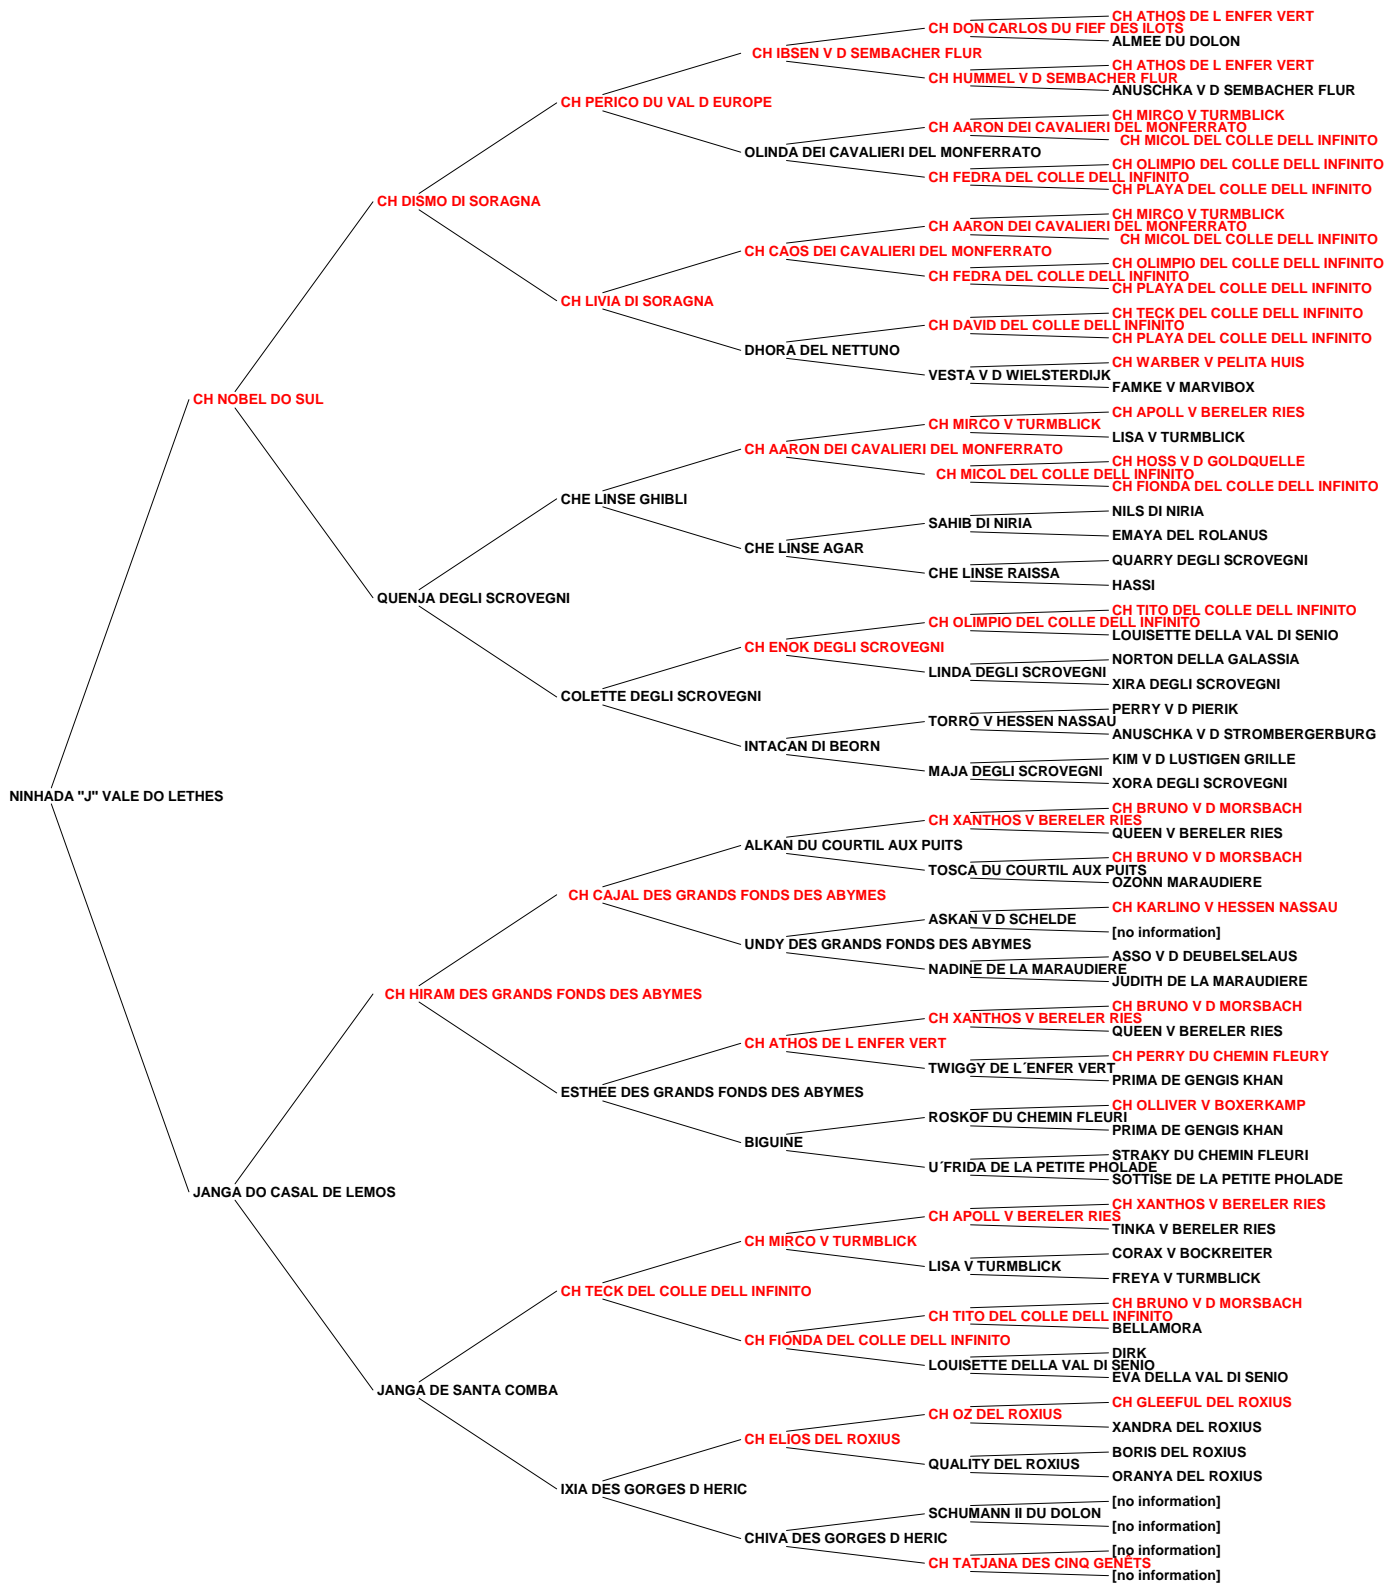 CH ATHOS DE L ENFER VERT
CH DON CARLOS DU FIEF DES ILOTS
ALMEE DU DOLON
CH IBSEN V D SEMBACHER FLUR
CH ATHOS DE L ENFER VERT
CH HUMMEL V D SEMBACHER FLUR
ANUSCHKA V D SEMBACHER FLUR
CH PERICO DU VAL D EUROPE
CH MIRCO V TURMBLICK
CH AARON DEI CAVALIERI DEL MONFERRATO
CH MICOL DEL COLLE DELL INFINITO
OLINDA DEI CAVALIERI DEL MONFERRATO
CH OLIMPIO DEL COLLE DELL INFINITO
CH FEDRA DEL COLLE DELL INFINITO
CH PLAYA DEL COLLE DELL INFINITO
CH DISMO DI SORAGNA
CH MIRCO V TURMBLICK
CH AARON DEI CAVALIERI DEL MONFERRATO
CH MICOL DEL COLLE DELL INFINITO
CH CAOS DEI CAVALIERI DEL MONFERRATO
CH OLIMPIO DEL COLLE DELL INFINITO
CH FEDRA DEL COLLE DELL INFINITO
CH PLAYA DEL COLLE DELL INFINITO
CH LIVIA DI SORAGNA
CH TECK DEL COLLE DELL INFINITO
CH DAVID DEL COLLE DELL INFINITO
CH PLAYA DEL COLLE DELL INFINITO
DHORA DEL NETTUNO
CH WARBER V PELITA HUIS
VESTA V D WIELSTERDIJK
FAMKE V MARVIBOX
CH NOBEL DO SUL
CH APOLL V BERELER RIES
CH MIRCO V TURMBLICK
LISA V TURMBLICK
CH AARON DEI CAVALIERI DEL MONFERRATO
CH HOSS V D GOLDQUELLE
CH MICOL DEL COLLE DELL INFINITO
CH FIONDA DEL COLLE DELL INFINITO
CHE LINSE GHIBLI
NILS DI NIRIA
SAHIB DI NIRIA
EMAYA DEL ROLANUS
CHE LINSE AGAR
QUARRY DEGLI SCROVEGNI
CHE LINSE RAISSA
HASSI
QUENJA DEGLI SCROVEGNI
CH TITO DEL COLLE DELL INFINITO
CH OLIMPIO DEL COLLE DELL INFINITO
LOUISETTE DELLA VAL DI SENIO
CH ENOK DEGLI SCROVEGNI
NORTON DELLA GALASSIA
LINDA DEGLI SCROVEGNI
XIRA DEGLI SCROVEGNI
COLETTE DEGLI SCROVEGNI
PERRY V D PIERIK
TORRO V HESSEN NASSAU
ANUSCHKA V D STROMBERGERBURG
INTACAN DI BEORN
KIM V D LUSTIGEN GRILLE
MAJA DEGLI SCROVEGNI
XORA DEGLI SCROVEGNI
NINHADA "J" VALE DO LETHES
CH BRUNO V D MORSBACH
CH XANTHOS V BERELER RIES
QUEEN V BERELER RIES
ALKAN DU COURTIL AUX PUITS
CH BRUNO V D MORSBACH
TOSCA DU COURTIL AUX PUITS
OZONN MARAUDIERE
CH CAJAL DES GRANDS FONDS DES ABYMES
CH KARLINO V HESSEN NASSAU
ASKAN V D SCHELDE
[no information]
UNDY DES GRANDS FONDS DES ABYMES
ASSO V D DEUBELSELAUS
NADINE DE LA MARAUDIERE
JUDITH DE LA MARAUDIERE
CH HIRAM DES GRANDS FONDS DES ABYMES
CH BRUNO V D MORSBACH
CH XANTHOS V BERELER RIES
QUEEN V BERELER RIES
CH ATHOS DE L ENFER VERT
CH PERRY DU CHEMIN FLEURY
TWIGGY DE L´ENFER VERT
PRIMA DE GENGIS KHAN
ESTHEE DES GRANDS FONDS DES ABYMES
CH OLLIVER V BOXERKAMP
ROSKOF DU CHEMIN FLEURI
PRIMA DE GENGIS KHAN
BIGUINE
STRAKY DU CHEMIN FLEURI
U´FRIDA DE LA PETITE PHOLADE
SOTTISE DE LA PETITE PHOLADE
JANGA DO CASAL DE LEMOS
CH XANTHOS V BERELER RIES
CH APOLL V BERELER RIES
TINKA V BERELER RIES
CH MIRCO V TURMBLICK
CORAX V BOCKREITER
LISA V TURMBLICK
FREYA V TURMBLICK
CH TECK DEL COLLE DELL INFINITO
CH BRUNO V D MORSBACH
CH TITO DEL COLLE DELL INFINITO
BELLAMORA
CH FIONDA DEL COLLE DELL INFINITO
DIRK
LOUISETTE DELLA VAL DI SENIO
EVA DELLA VAL DI SENIO
JANGA DE SANTA COMBA
CH GLEEFUL DEL ROXIUS
CH OZ DEL ROXIUS
XANDRA DEL ROXIUS
CH ELIOS DEL ROXIUS
BORIS DEL ROXIUS
QUALITY DEL ROXIUS
ORANYA DEL ROXIUS
IXIA DES GORGES D HERIC
[no information]
SCHUMANN II DU DOLON
[no information]
CHIVA DES GORGES D HERIC
[no information]
CH TATJANA DES CINQ GENÊTS
[no information]